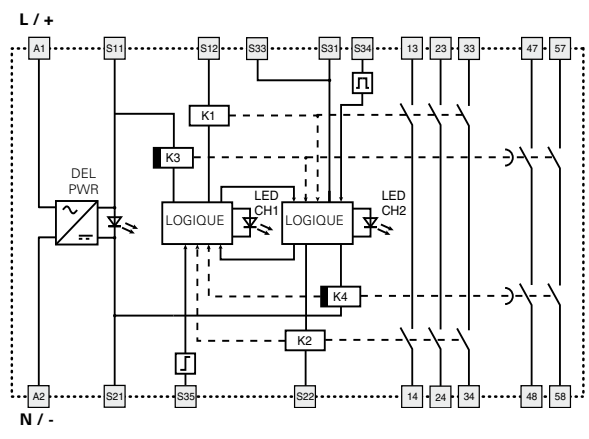 L / +
A1 S11 S12 S33 S31 S34 13 23 33 47 57
K1
K3
DEL
PWR
LED
CH1
LED
CH2
LOGIQUE
LOGIQUE
K4
K2
A2 S21 S35 S22 14 24 34 48 58
N / -